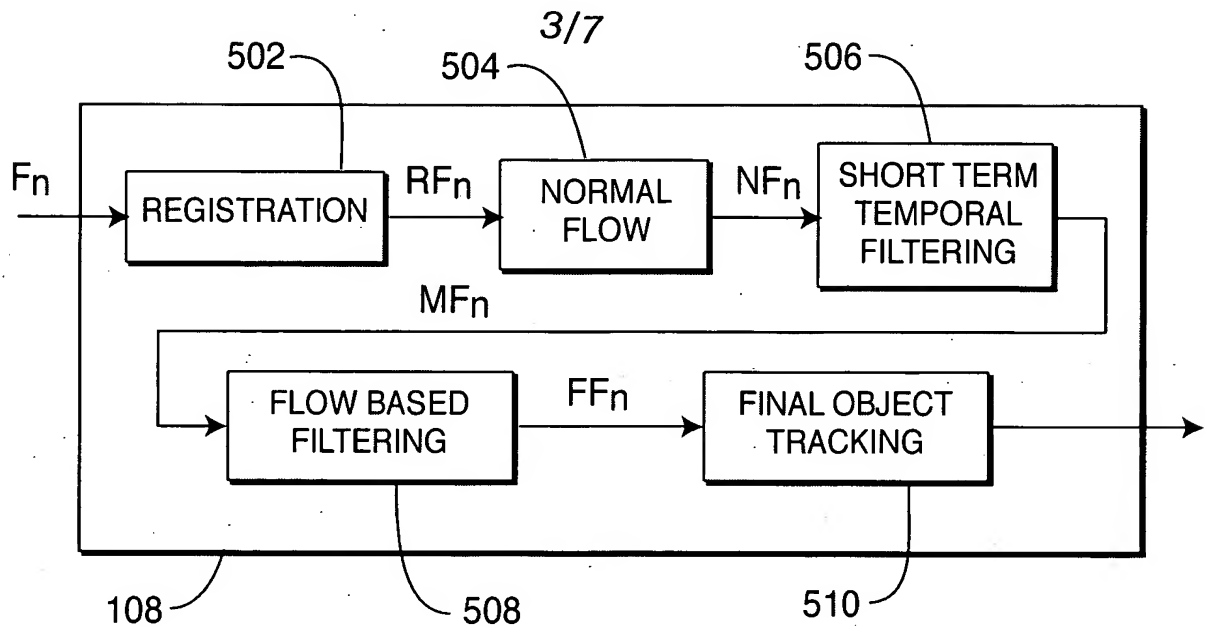 3/7
502
504
506
Fn
REGISTRATION
RFn
NORMAL
FLOW
NFn
SHORT TERM
TEMPORAL
FILTERING
MFn
FLOW BASED
FILTERING
FFn
FINAL OBJECT
TRACKING
108
508
510